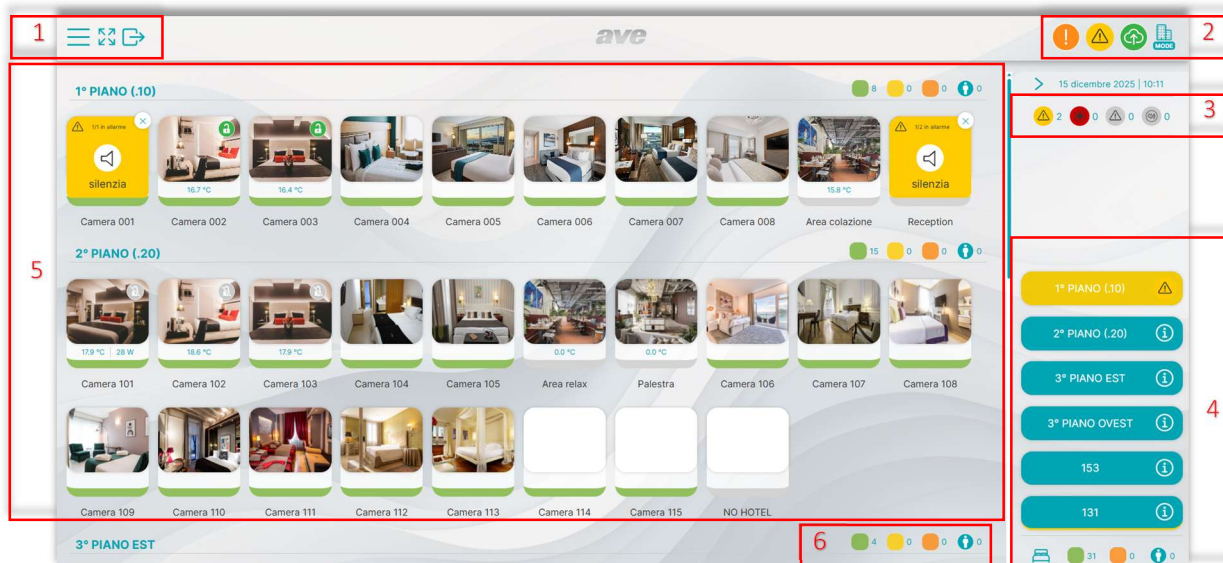 1
ave
MODE
2
1° PIANO (.10)
8 0 0 0
15 dicembre 2025 | 10:11
2 0 0 0
3
1/1 in allarme
silenzia
16.7 °C
16.4 °C
15.8 °C
1/2 in allarme
silenzia
Camera 001 Camera 002 Camera 003 Camera 004 Camera 005 Camera 006 Camera 007 Camera 008 Area colazione Reception
2° PIANO (.20)
15 0 0 0
5
17.9 °C | 28 W
18.6 °C
17.9 °C
0.0 °C
0.0 °C
Camera 101 Camera 102 Camera 103 Camera 104 Camera 105 Area relax Palestra Camera 106 Camera 107 Camera 108
Camera 109 Camera 110 Camera 111 Camera 112 Camera 113 Camera 114 Camera 115 NO HOTEL
3° PIANO EST
6
4 0 0 0
1° PIANO (.10)
2° PIANO (.20)
3° PIANO EST
3° PIANO OVEST
153
131
4
31 0 0